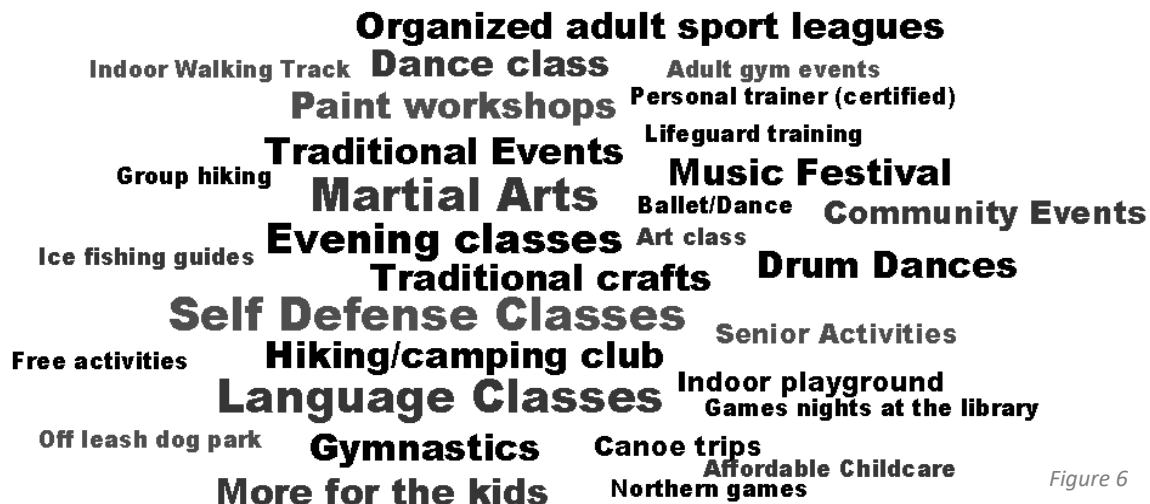 Organized adult sport leagues
Indoor Walking Track
Dance class
Adult gym events
Paint workshops
Personal trainer (certified)
Lifeguard training
Traditional Events
Group hiking
Music Festival
Martial Arts
Ballet/Dance
Community Events
Evening classes
Art class
Ice fishing guides
Drum Dances
Traditional crafts
Self Defense Classes
Senior Activities
Free activities
Hiking/camping club
Indoor playground
Language Classes
Games nights at the library
Off leash dog park
Gymnastics
Canoe trips
Affordable Childcare
More for the kids
Northern games
Figure 6